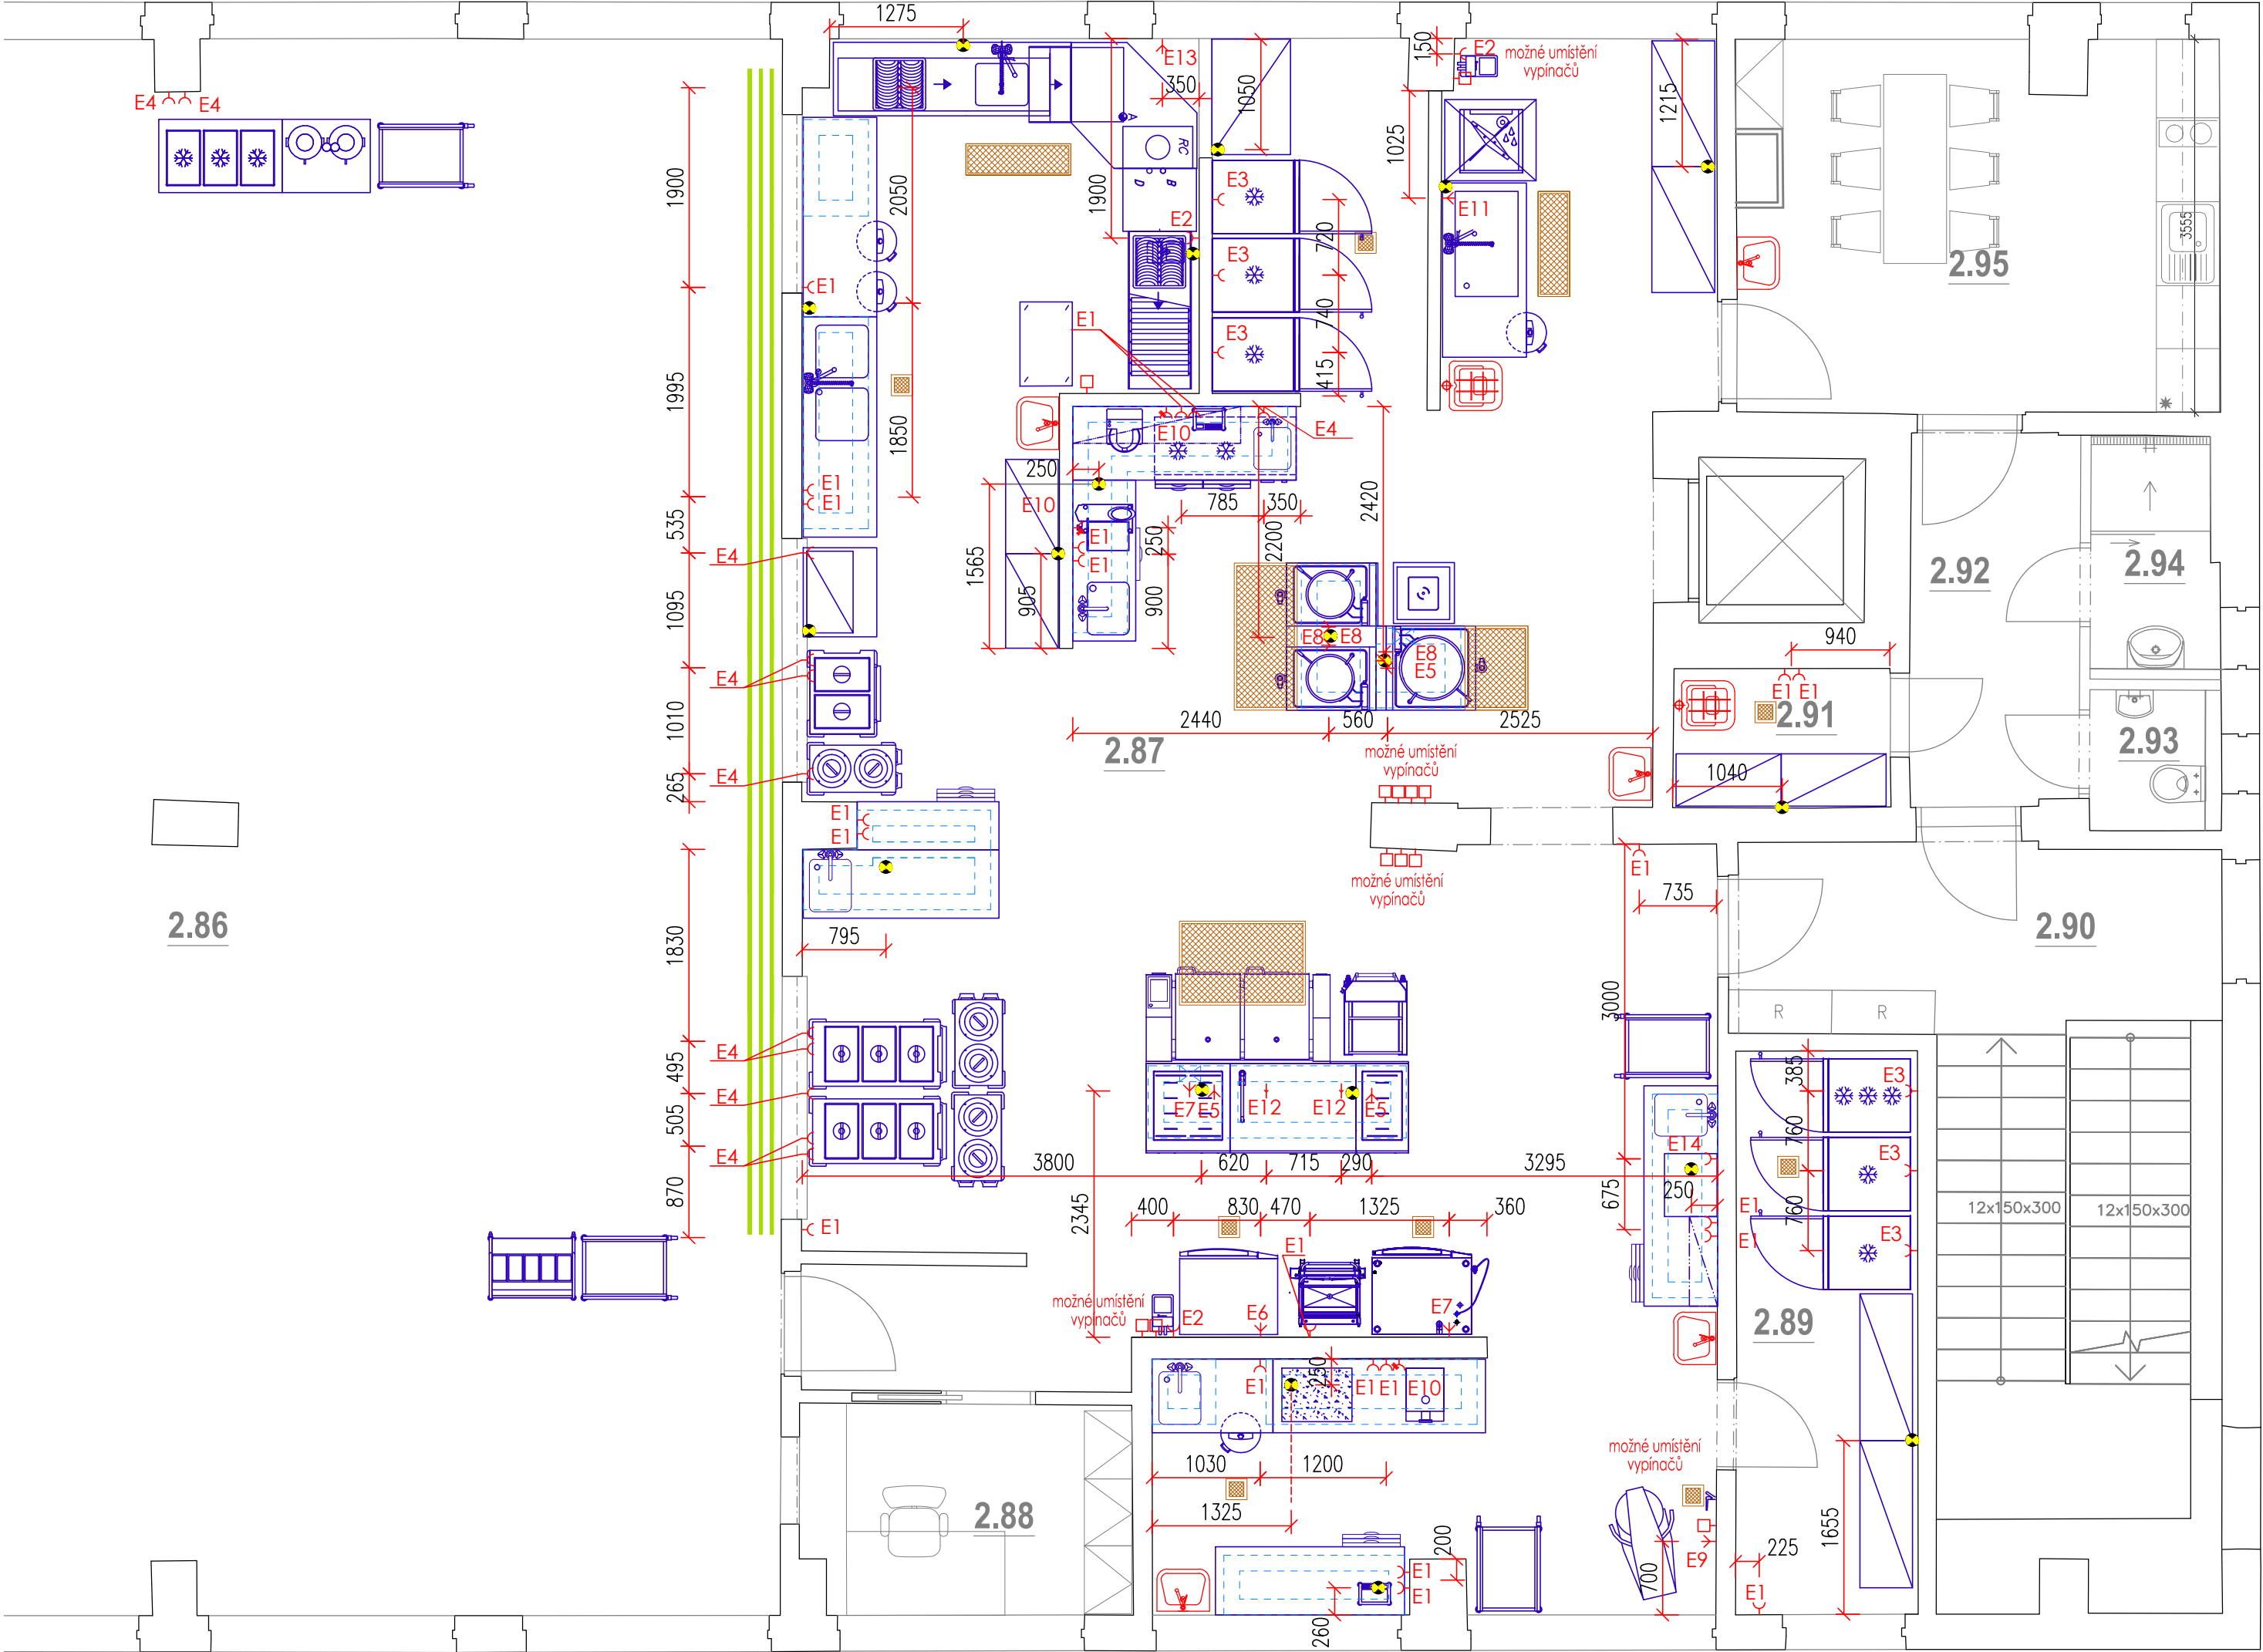 1275
E13
E2
možné umístění
vypínačů
150
350
1050
1215
E4
E4
A
1025
RC
3555
1900
2050
1900
D
B
E3
E11
E2
720
2.95
E3
E1
740
E1
E3
415
1995
1850
E10
E4
250
E1
E1
E10
785
350
2420
535
E1
250
2200
E4
1565
E1
2.92
2.94
1095
905
900
E8
E8
940
E8
E5
E4
E1
E1
1010
2440
560
2525
2.91
2.87
2.93
možné umístění
vypínačů
E4
265
1040
E1
E1
možné umístění
vypínačů
E1
735
2.86
795
1830
2.90
3000
R
R
E4
495
385
E3
E4
E7
E5
E12
E12
E5
505
760
E14
E3
E4
3800
620
715
290
3295
870
250
675
E1
760
12x150x300
12x150x300
2345
400
830
470
1325
360
E1
E1
E1
E3
možné umístění
vypínačů
E2
E6
E7
2.89
250
E1
E1
E1
E10
možné umístění
vypínačů
1030
1200
2.88
1325
1655
200
225
E9
E1
E1
700
E1
260